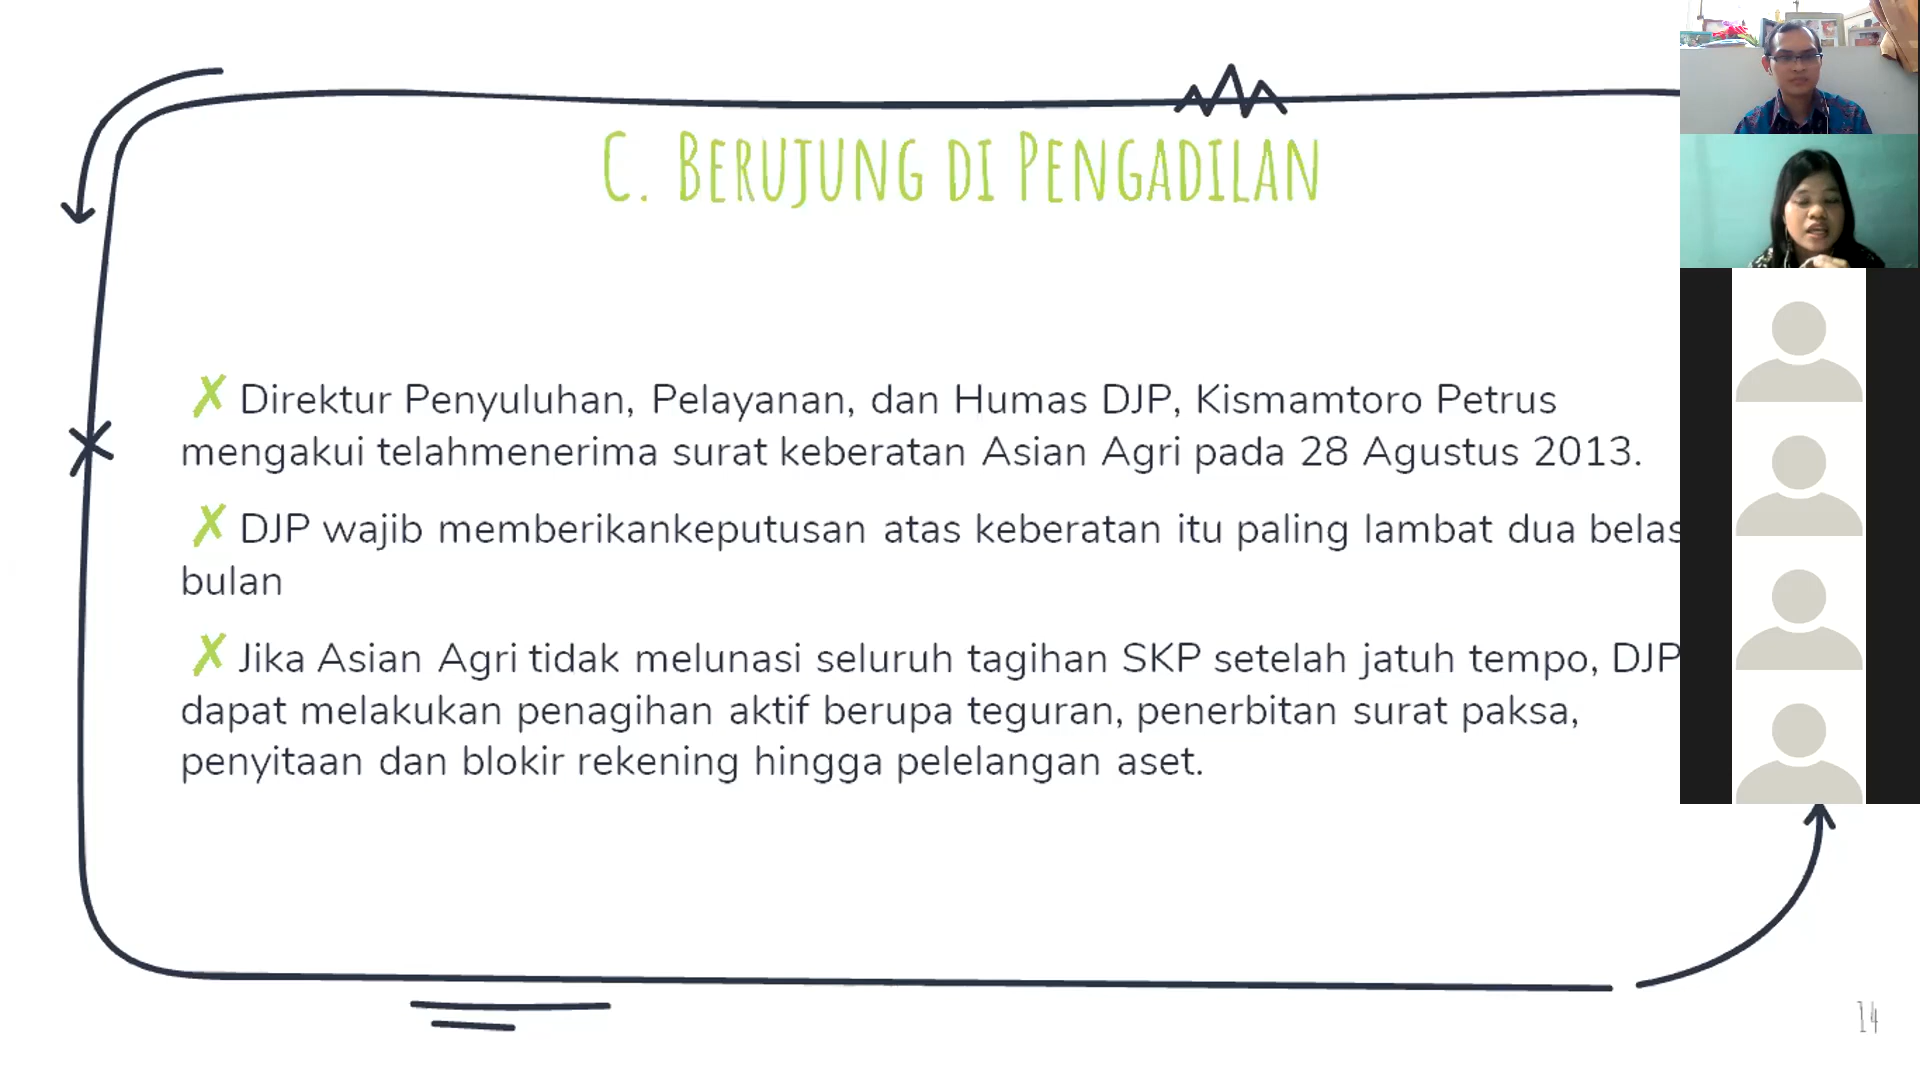 C. BERUJUNG DI PENGADILAN
✗ Direktur Penyuluhan, Pelayanan, dan Humas DJP, Kismamtoro Petrus
mengakui telahmenerima surat keberatan Asian Agri pada 28 Agustus 2013.
✗ DJP wajib memberikankeputusan atas keberatan itu paling lambat dua belas
bulan
✗ Jika Asian Agri tidak melunasi seluruh tagihan SKP setelah jatuh tempo, DJP
dapat melakukan penagihan aktif berupa teguran, penerbitan surat paksa,
penyitaan dan blokir rekening hingga pelelangan aset.
14